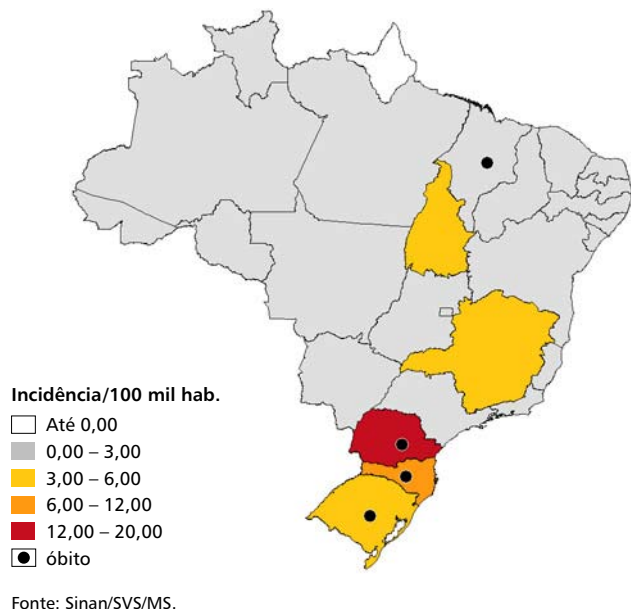 Incidência/100 mil hab.
Até 0,00
0,00 – 3,00
3,00 – 6,00
6,00 – 12,00
12,00 – 20,00
óbito
Fonte: Sinan/SVS/MS.